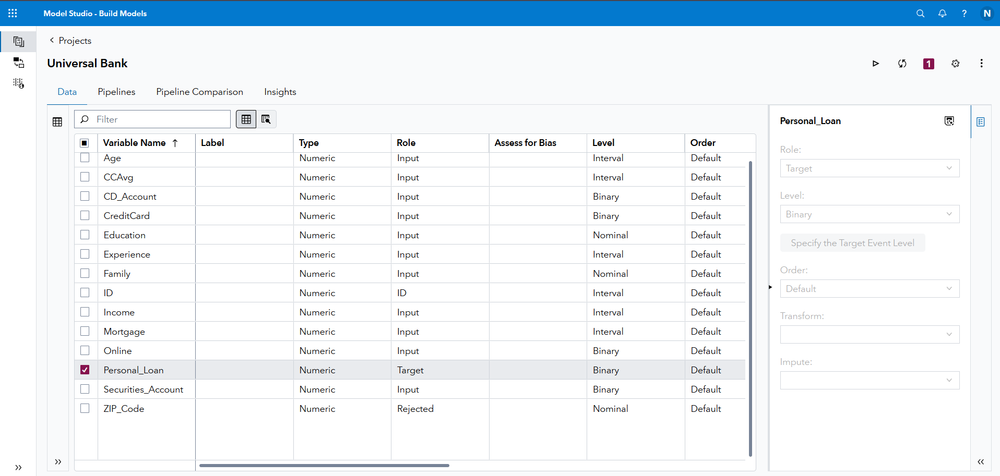 Model Studio - Build Models
? N
Projects
Universal Bank
1
Data Pipelines Pipeline Comparison Insights
Filter
Variable Name ↑ Label Type Role Assess for Bias Level Order
Age Numeric Input Interval Default
CCAvg Numeric Input Interval Default
CD_Account Numeric Input Binary Default
CreditCard Numeric Input Binary Default
Education Numeric Input Nominal Default
Experience Numeric Input Interval Default
Family Numeric Input Nominal Default
ID Numeric ID Interval Default
Income Numeric Input Interval Default
Mortgage Numeric Input Interval Default
Online Numeric Input Binary Default
Personal_Loan Numeric Target Binary Default
Securities_Account Numeric Input Binary Default
ZIP_Code Numeric Rejected Nominal Default
Personal_Loan
Role:
Target
Level:
Binary
Specify the Target Event Level
Order:
Default
Transform:
Impute: